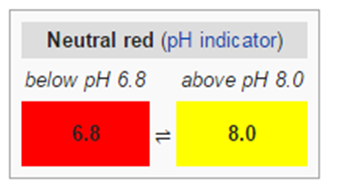 Neutral red (pH indicator)
below pH 6.8 above pH 8.0
6.8 ⇌ 8.0